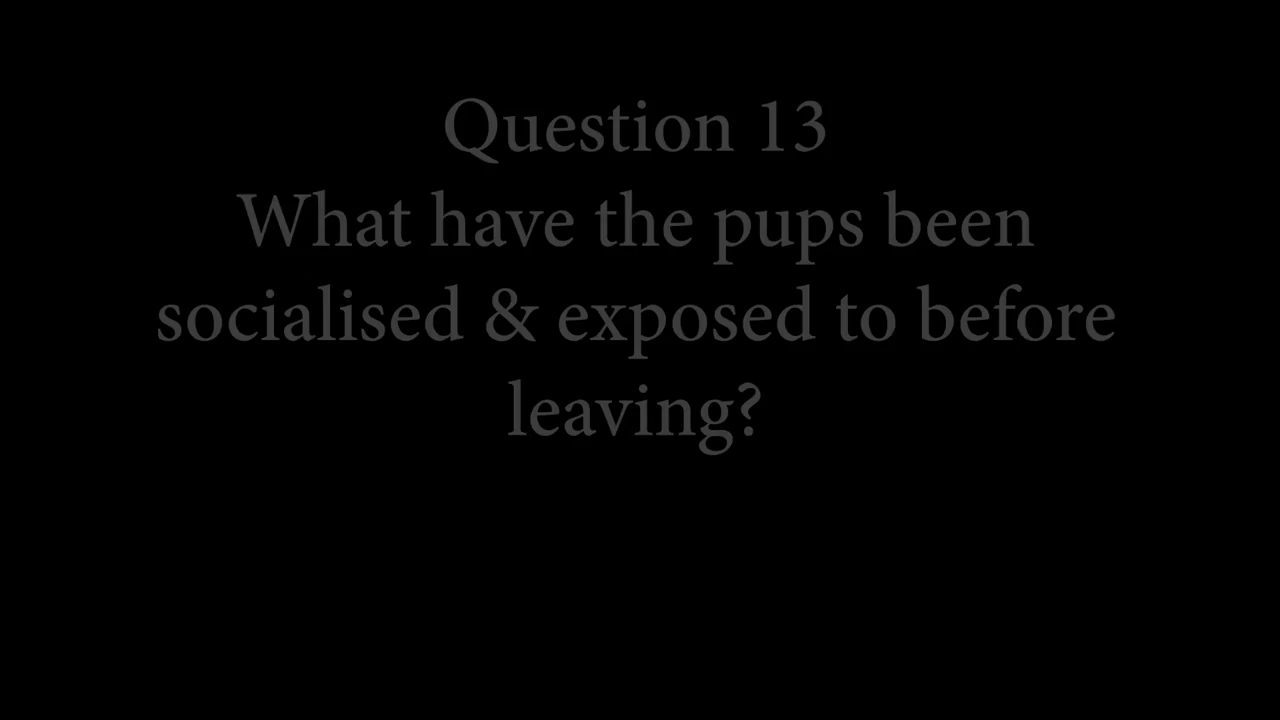 Question 13
What have the pups been
socialised & exposed to before
leaving?